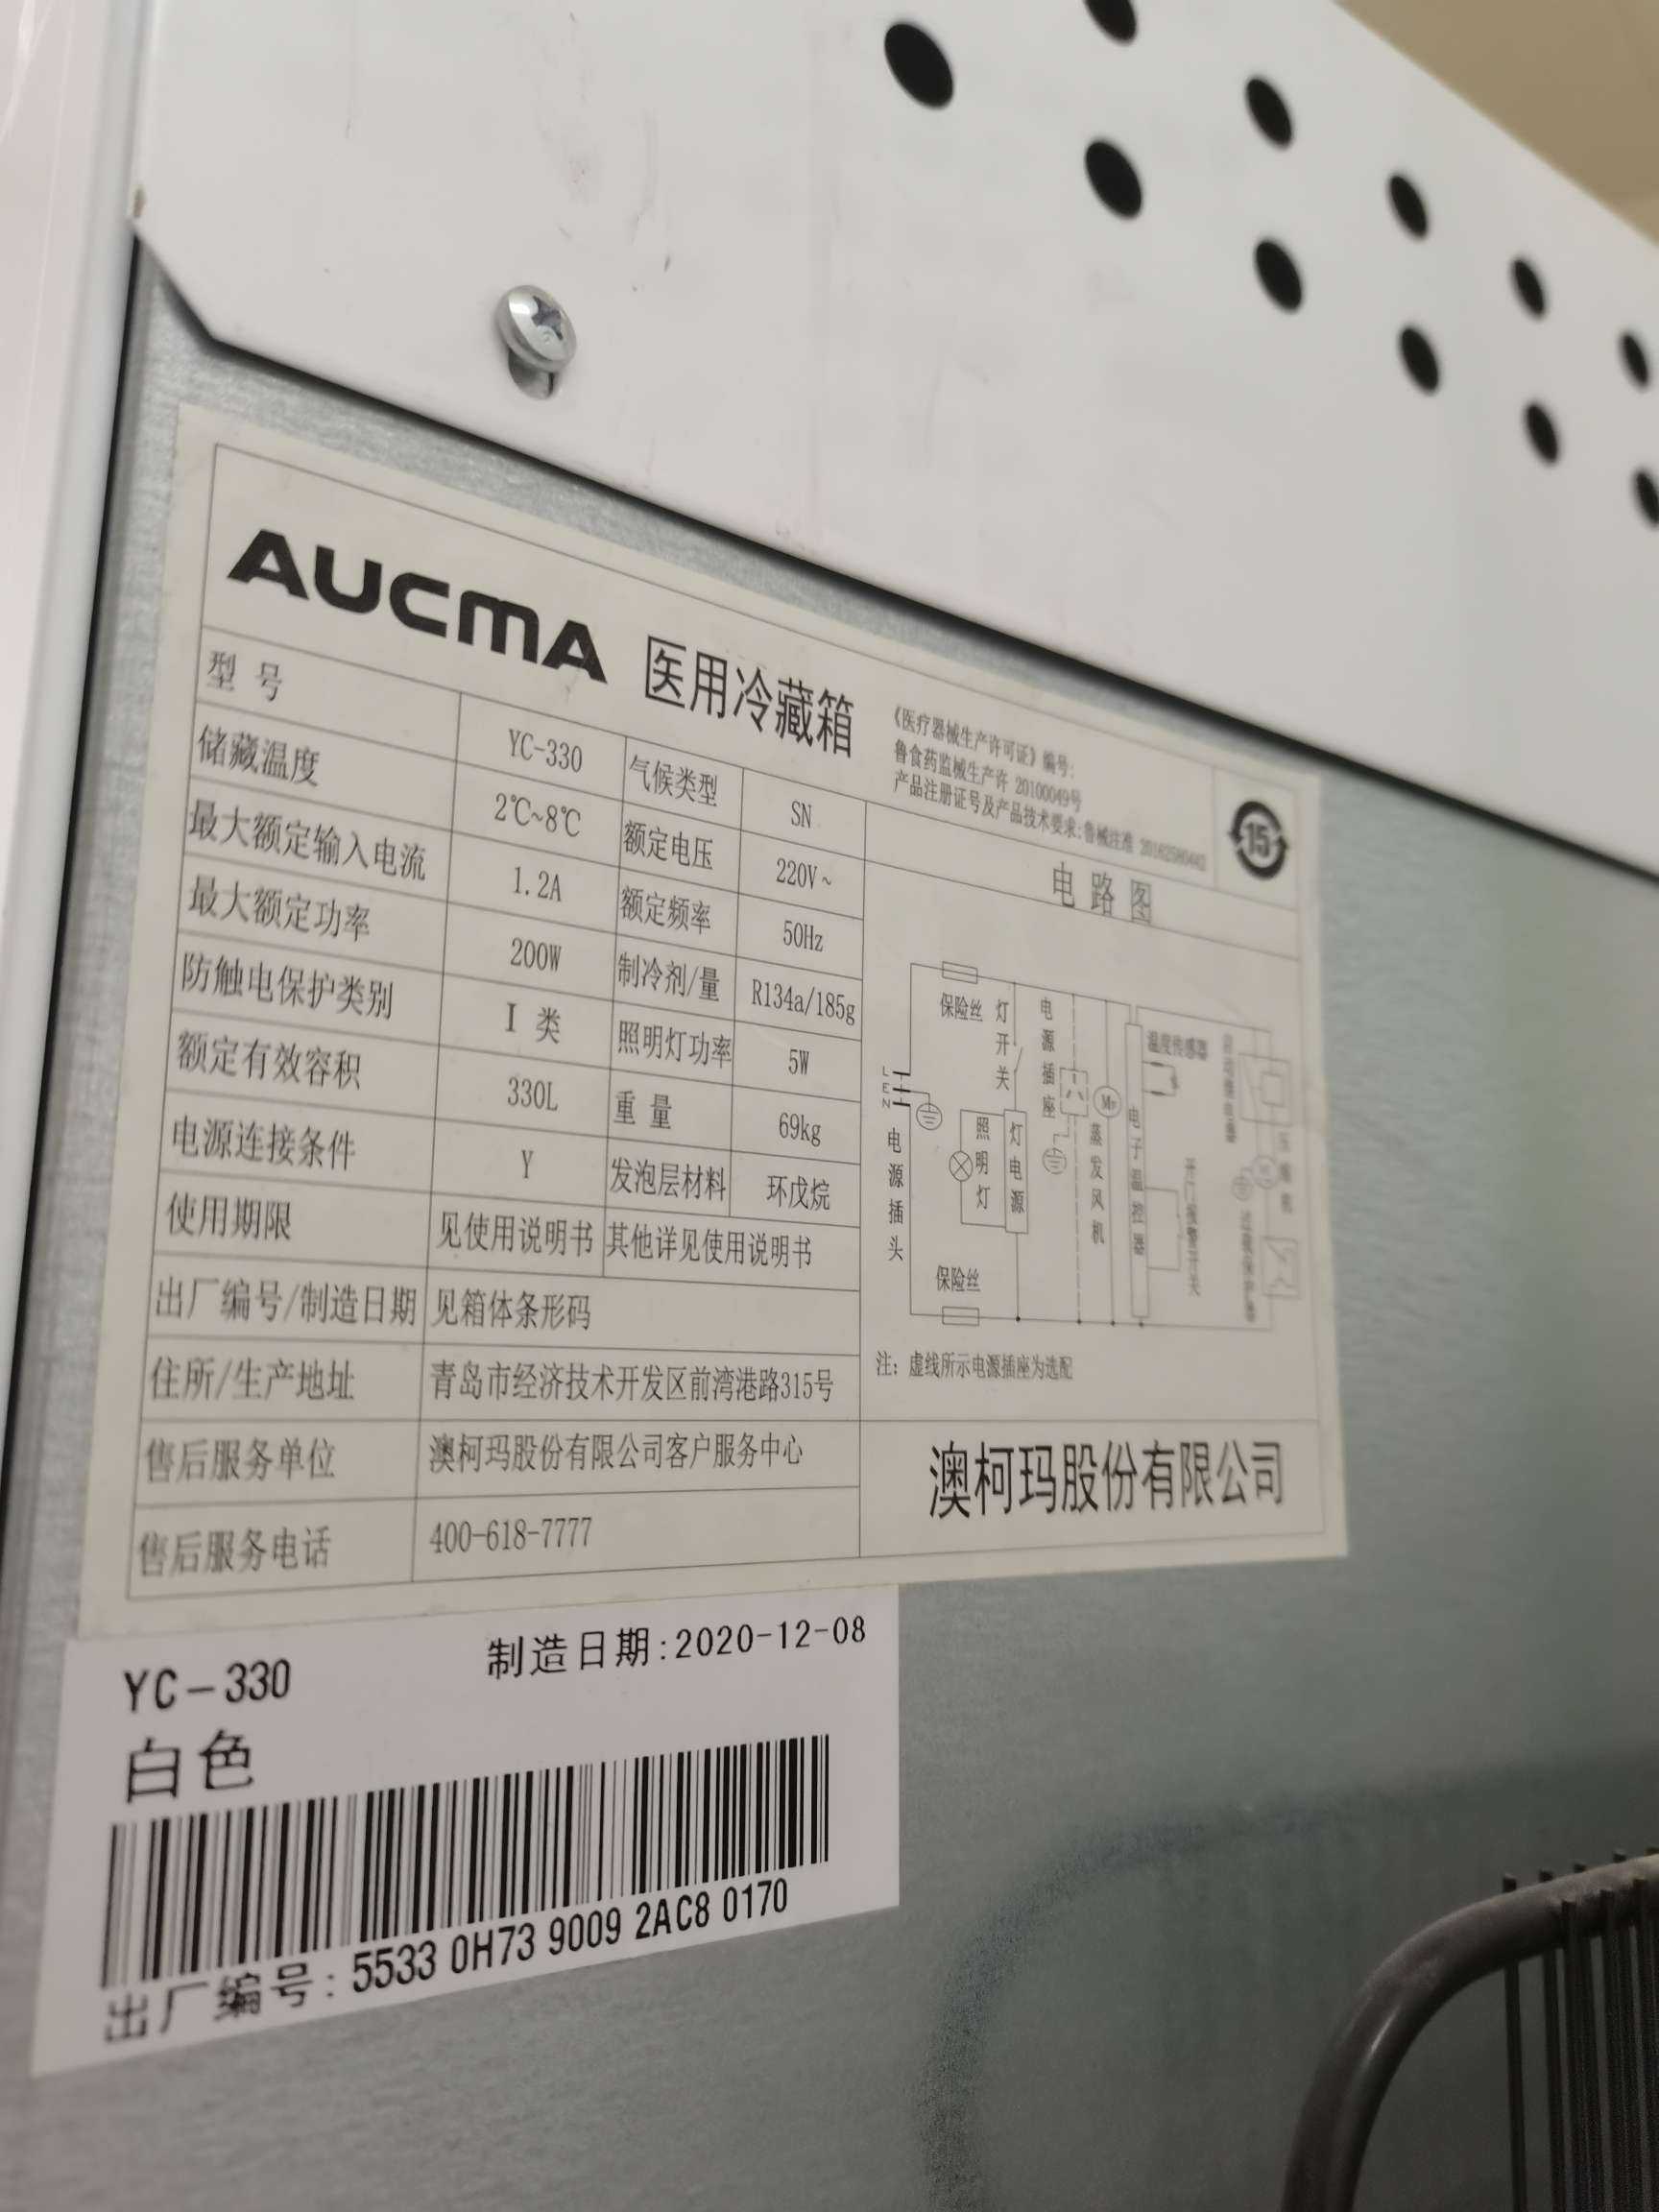 AUCMA 医用冷藏箱
《医疗器械生产许可证》编号:
鲁食药监械生产许 20100049号
产品注册证号及产品技术要求:鲁械注准
15
型 号 YC-330 气候类型 SN
储藏温度 2℃~8℃ 额定电压 220V~
最大额定输入电流 1.2A 额定频率 50Hz
最大额定功率 200W 制冷剂/量 R134a/185g
防触电保护类别 I 类 照明灯功率 5W
额定有效容积 330L 重 量 69kg
电源连接条件 Y 发泡层材料 环戊烷
使用期限 见使用说明书 其他详见使用说明书
出厂编号/制造日期 见箱体条形码
住所/生产地址 青岛市经济技术开发区前湾港路315号
售后服务单位 澳柯玛股份有限公司客户服务中心
售后服务电话 400-618-7777
电路图
保险丝
灯开关
电源插座
温度传感器
L
E
N
电源插头
照明灯
灯电源
Mv
蒸发风机
电子温控器
开门报警开关
保险丝
注: 虚线所示电源插座为选配
澳柯玛股份有限公司
YC-330
制造日期:2020-12-08
白色
出厂编号: 5533 0H73 9009 2AC8 0170